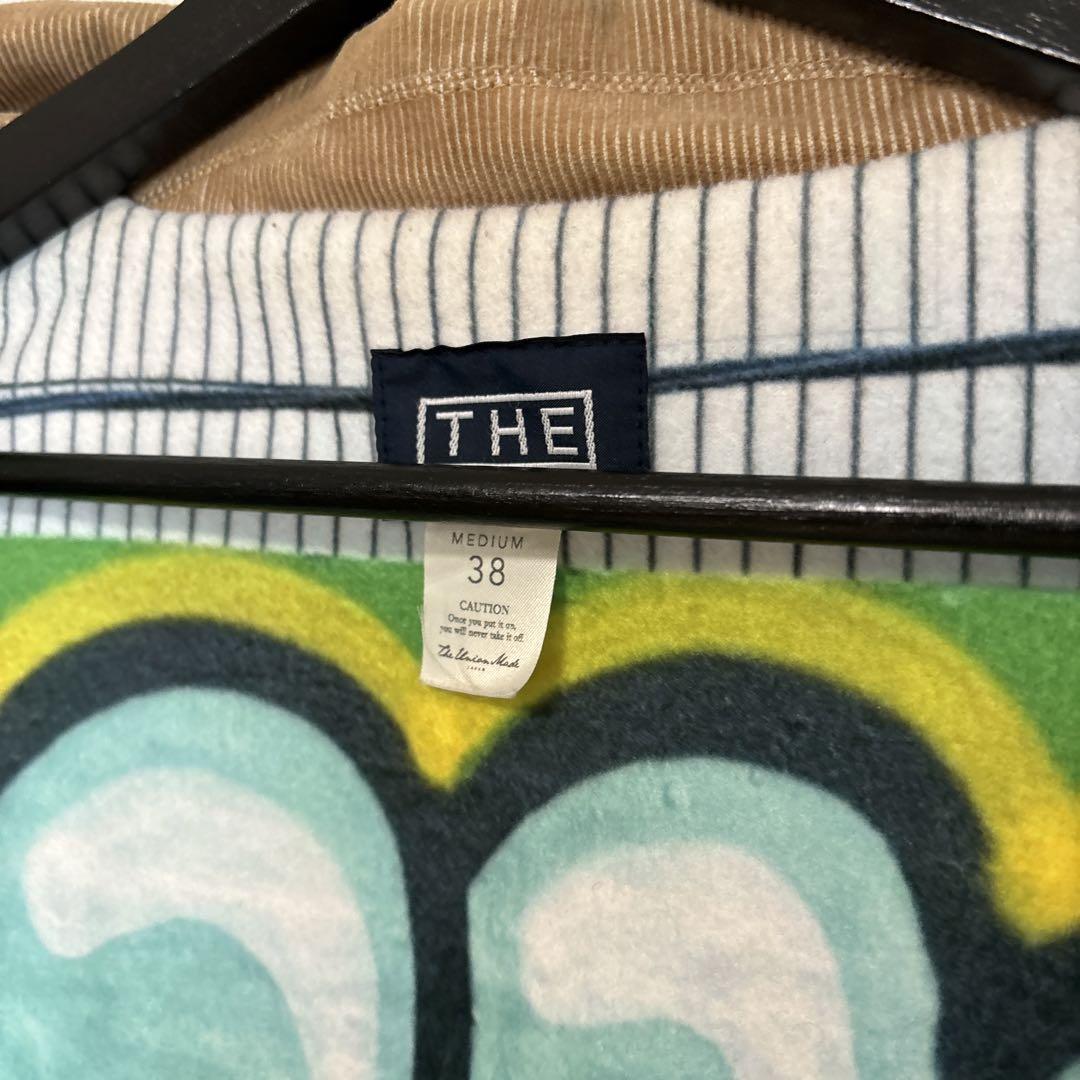 THE
MEDIUM
38
CAUTION
Once you put it on,
you will never take it off.
The Union Made
JAPAN